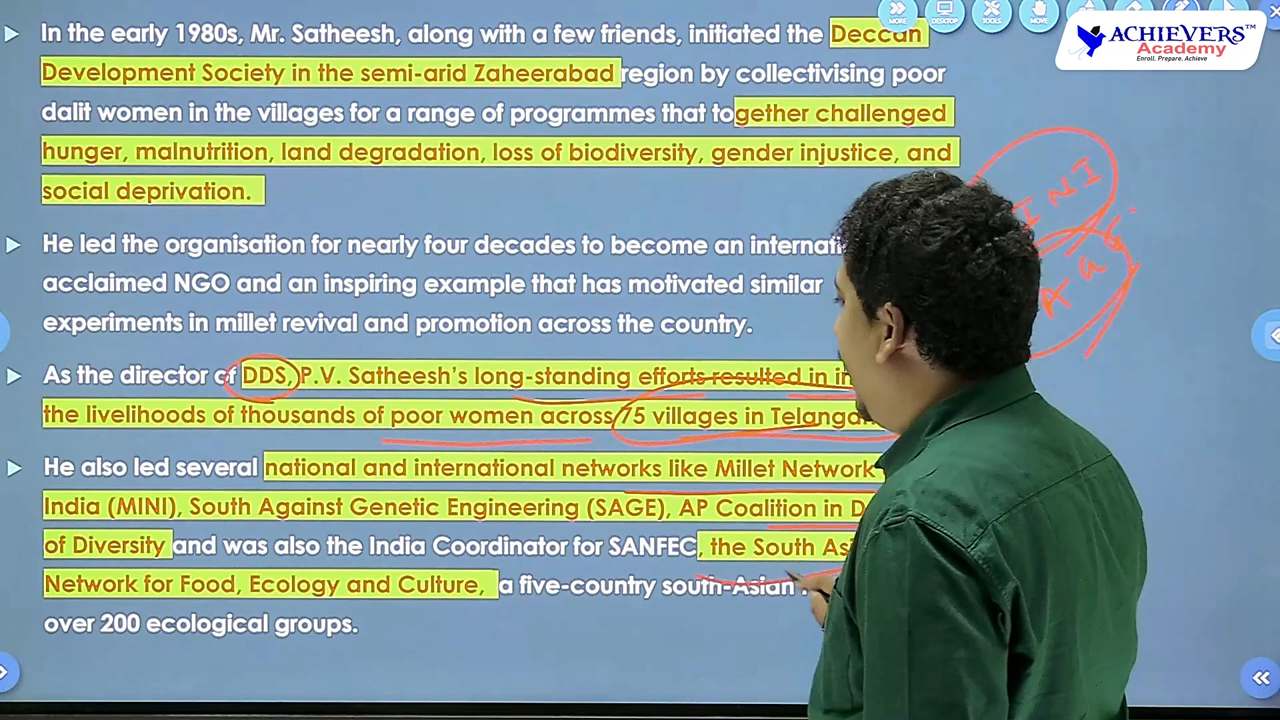 In the early 1980s, Mr. Satheesh, along with a few friends, initiated the Deccan
Development Society in the semi-arid Zaheerabad region by collectivising poor
dalit women in the villages for a range of programmes that together challenged
hunger, malnutrition, land degradation, loss of biodiversity, gender injustice, and
social deprivation.
He led the organisation for nearly four decades to become an
acclaimed NGO and an inspiring example that has motivated similar
experiments in millet revival and promotion across the country.
As the director of DDS, P.V. Satheesh's long-standing efforts resulted in
the livelihoods of thousands of poor women across 75 villages in
He also led several national and international networks like Millet Network
India (MINI), South Against Genetic Engineering (SAGE), AP Coalition in
of Diversity and was also the India Coordinator for SANFEC, the South
Network for Food, Ecology and Culture, a five-country south-Asian
over 200 ecological groups.
MORE
DESKTOP
TOOLS
MOVE
ACHIEVERS™
Academy
Enroll. Prepare. Achieve